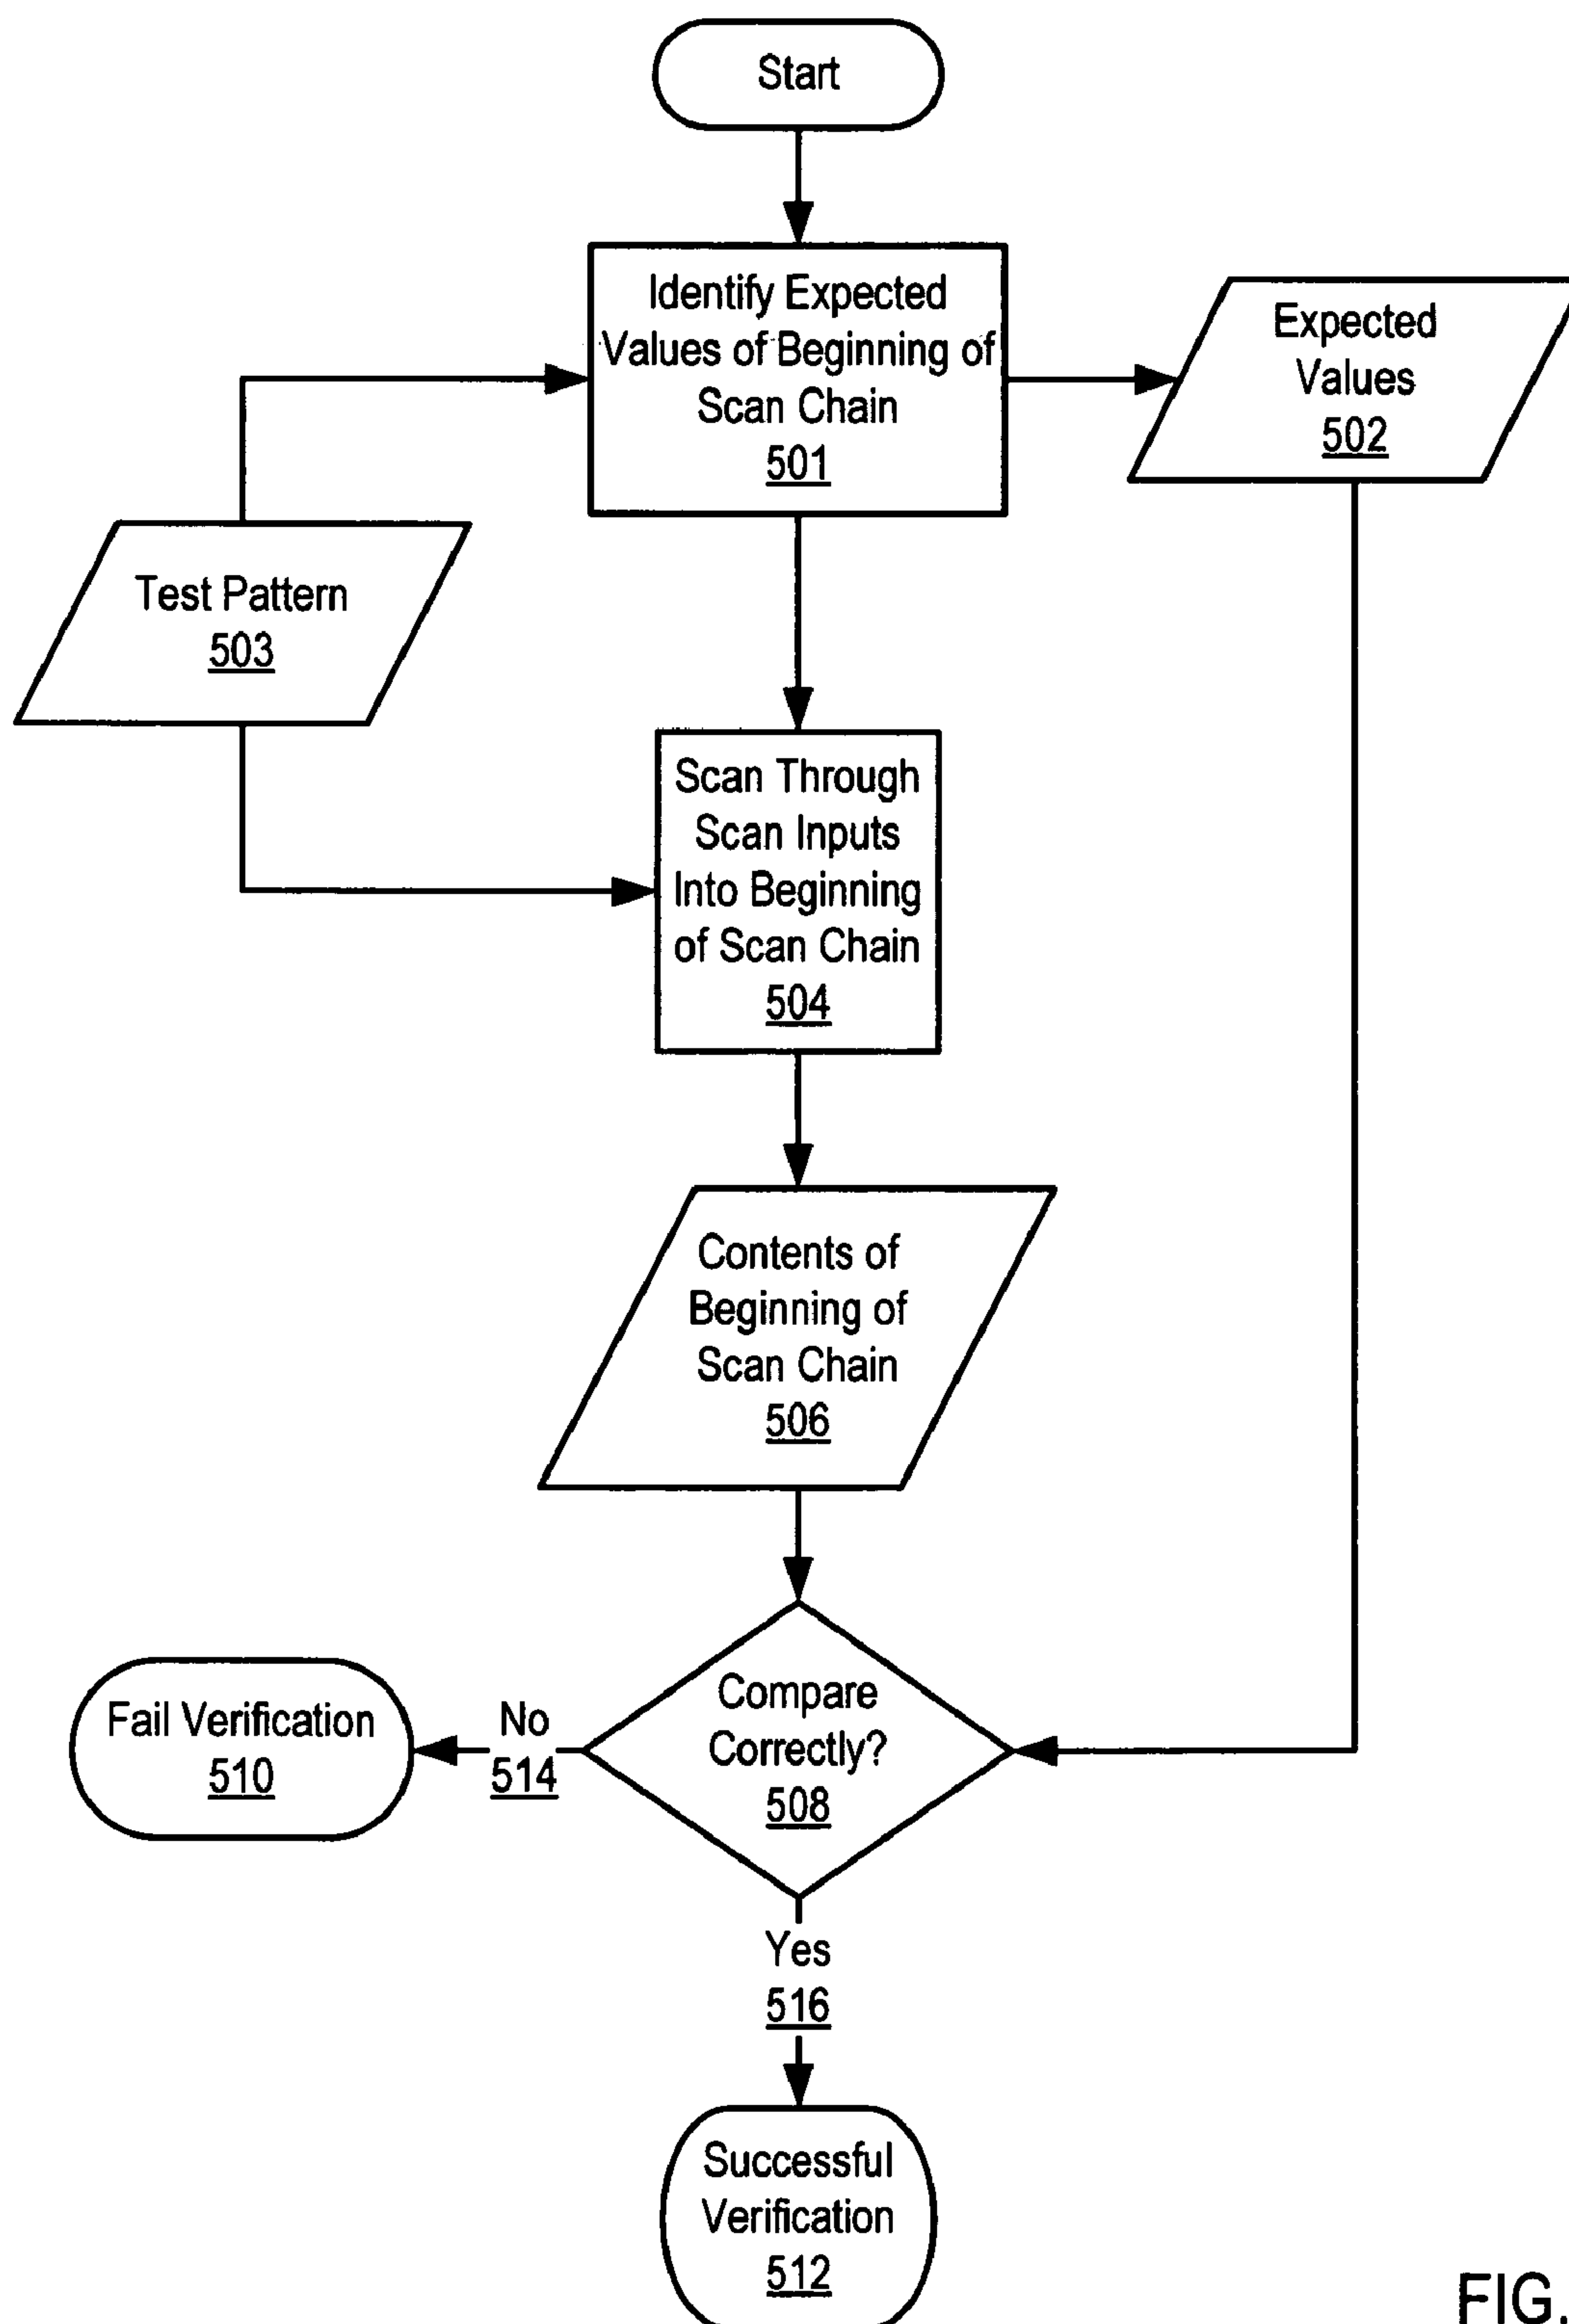 Start
Identify Expected
Values of Beginning of
Scan Chain
501
Expected
Values
502
Test Pattern
503
Scan Through
Scan Inputs
Into Beginning
of Scan Chain
504
Contents of
Beginning of
Scan Chain
506
Compare
Correctly?
508
No
514
Fail Verification
510
Yes
516
Successful
Verification
512
FIG.